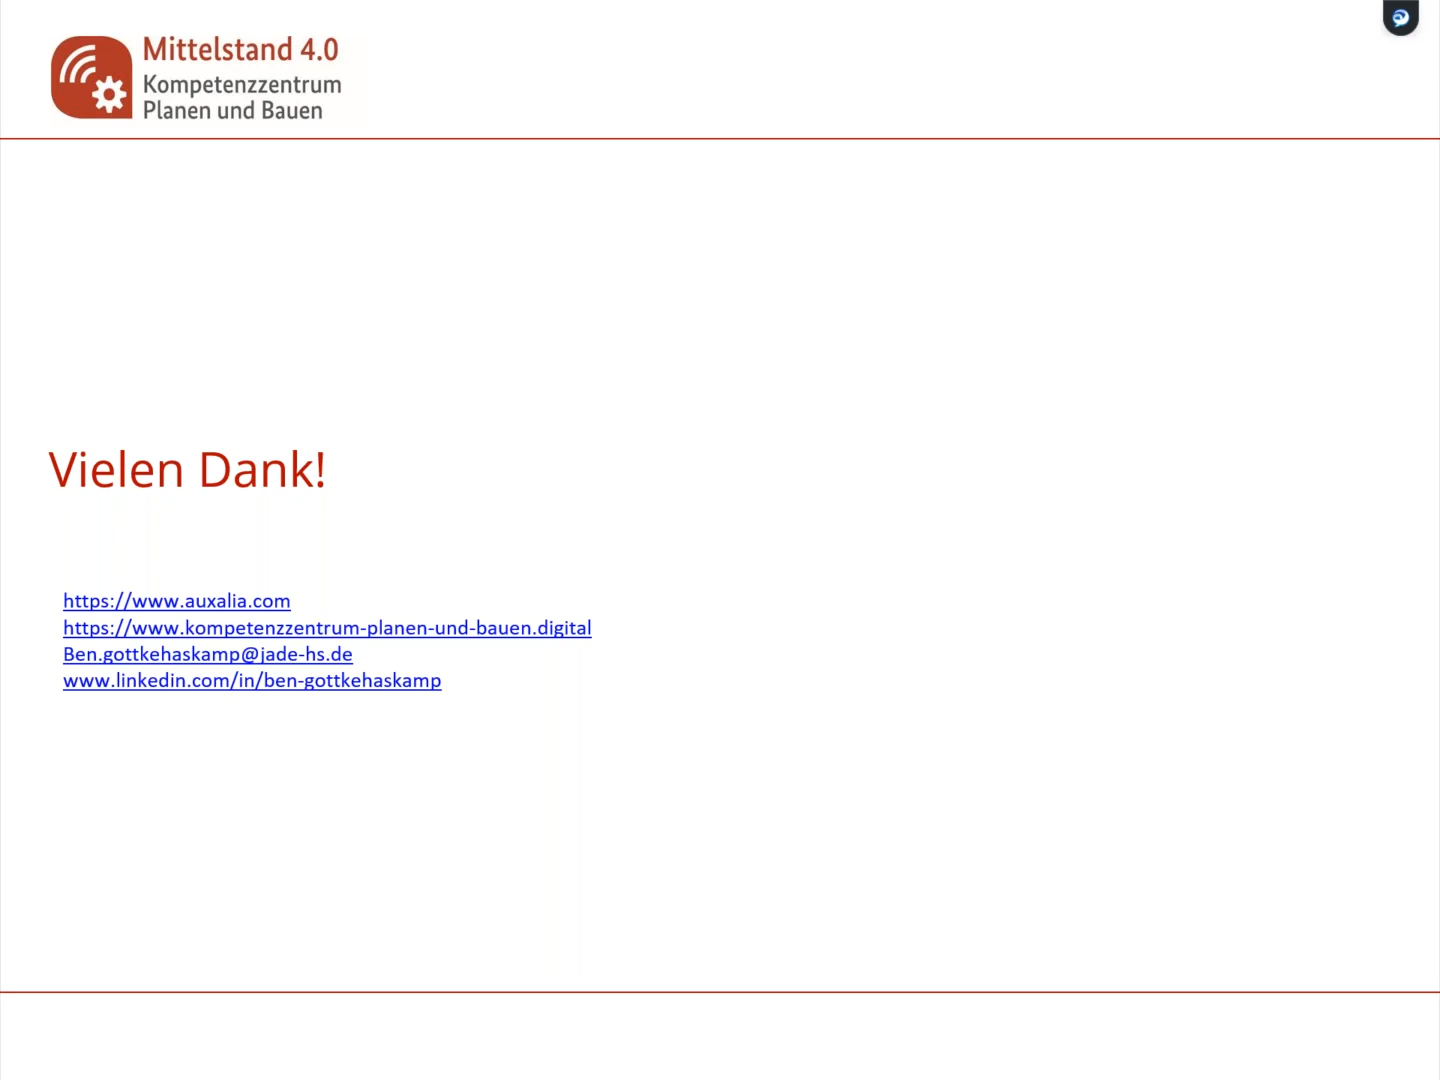 Mittelstand 4.0
Kompetenzzentrum
Planen und Bauen
Vielen Dank!
https://www.auxalia.com
https://www.kompetenzzentrum-planen-und-bauen.digital
Ben.gottkehaskamp@jade-hs.de
www.linkedin.com/in/ben-gottkehaskamp